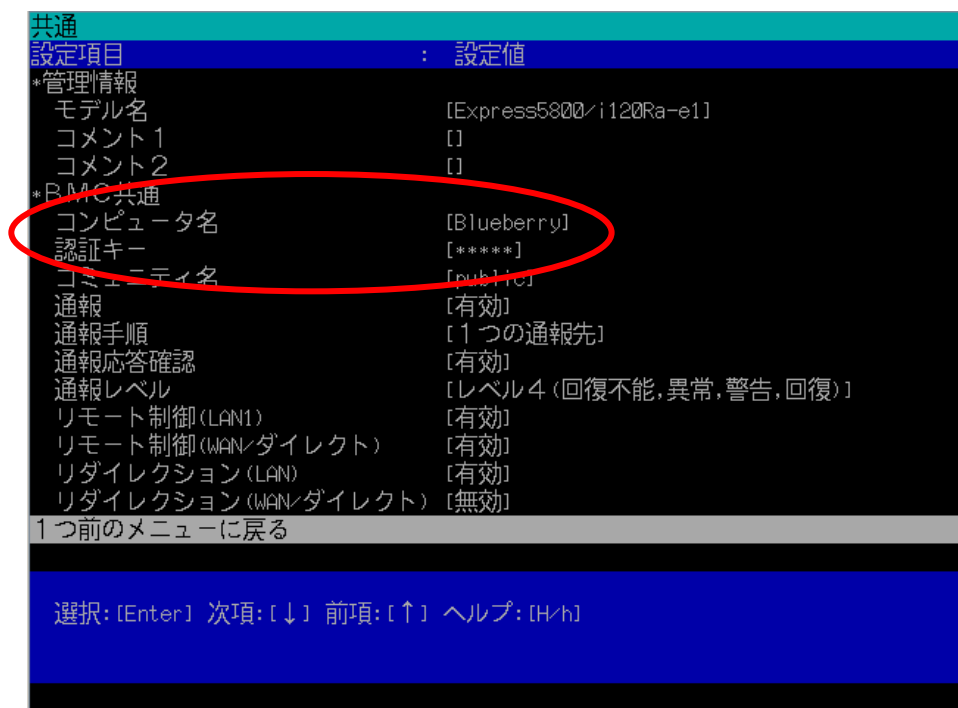 共通
設定項目 : 設定値
*管理情報
モデル名 [Express5800/i120Ra-e1]
コメント1 []
コメント2 []
*BMC共通
コンピュータ名 [Blueberry]
認証キー [*****]
コミュニティ名 [public]
通報 [有効]
通報手順 [1つの通報先]
通報応答確認 [有効]
通報レベル [レベル4(回復不能,異常,警告,回復)]
リモート制御(LAN1) [有効]
リモート制御(WAN/ダイレクト) [有効]
リダイレクション(LAN) [有効]
リダイレクション(WAN/ダイレクト) [無効]
1つ前のメニューに戻る
選択:[Enter] 次項:[↓] 前項:[↑] ヘルプ:[H/h]